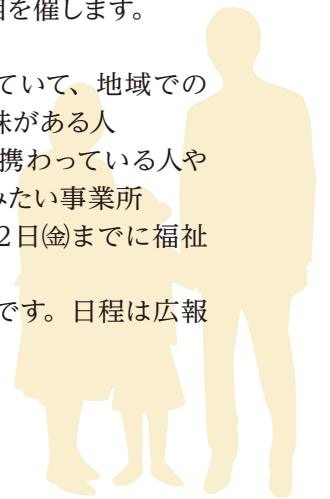 を催します。
ていて、地域での
味がある人
携わっている人や
みたい事業所
2日㈮までに福祉
です。日程は広報